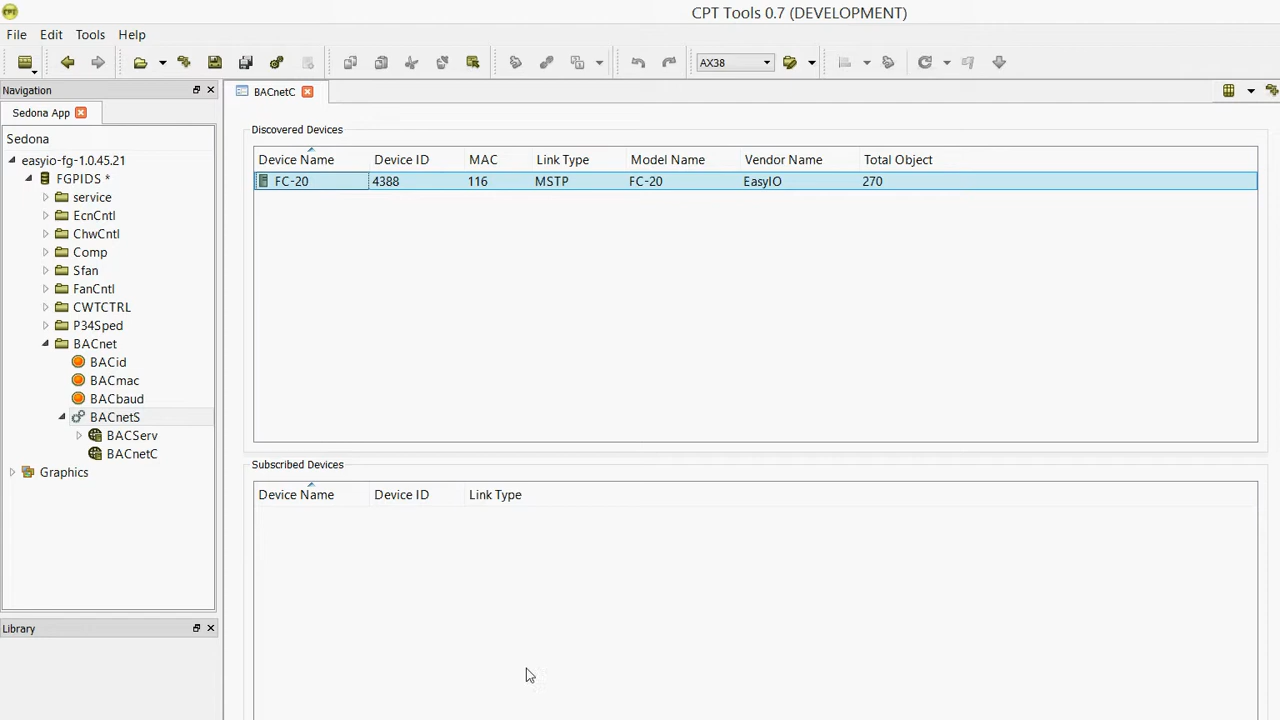 CPT
CPT Tools 0.7 (DEVELOPMENT)
File Edit Tools Help
AX38
Navigation
BACnetC
Sedona App
Discovered Devices
Sedona
Device Name Device ID MAC Link Type Model Name Vendor Name Total Object
easyio-fg-1.0.45.21
FC-20 4388 116 MSTP FC-20 EasyIO 270
FGPIDS *
service
EcnCntl
ChwCntl
Comp
Sfan
FanCntl
CWTCTRL
P34Sped
BACnet
BACid
BACmac
BACbaud
BACnetS
BACServ
BACnetC
Graphics
Subscribed Devices
Device Name Device ID Link Type
Library